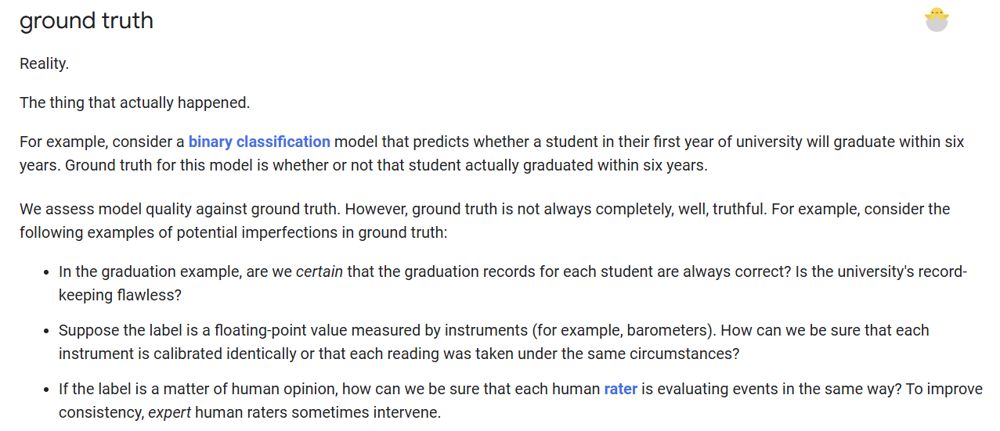 ground truth
Reality.
The thing that actually happened.
For example, consider a binary classification model that predicts whether a student in their first year of university will graduate within six
years. Ground truth for this model is whether or not that student actually graduated within six years.
We assess model quality against ground truth. However, ground truth is not always completely, well, truthful. For example, consider the
following examples of potential imperfections in ground truth:
• In the graduation example, are we certain that the graduation records for each student are always correct? Is the university's record-
keeping flawless?
• Suppose the label is a floating-point value measured by instruments (for example, barometers). How can we be sure that each
instrument is calibrated identically or that each reading was taken under the same circumstances?
• If the label is a matter of human opinion, how can we be sure that each human rater is evaluating events in the same way? To improve
consistency, expert human raters sometimes intervene.